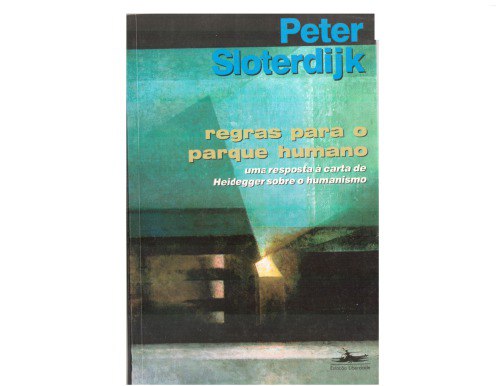 Peter
Sloterdijk
regras para o
parque humano
uma resposta à carta de
Heidegger sobre o humanismo
Estação Liberdade